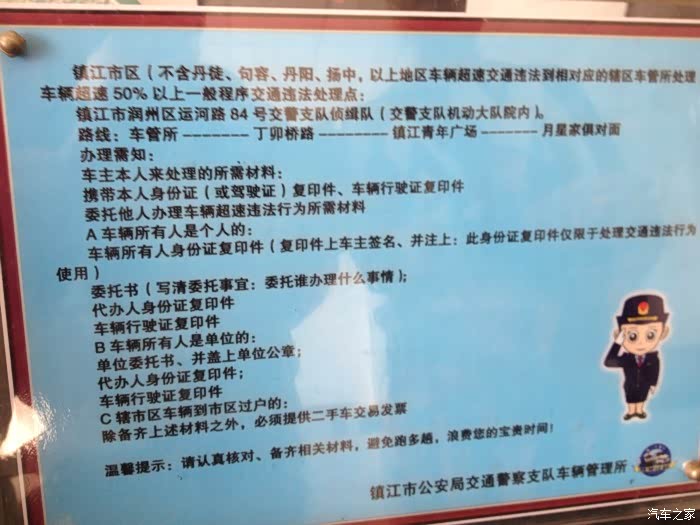 镇江市区（不含丹徒、句容、丹阳、扬中，以上地区车辆超速交通违法到相对应的辖区车管所处理
车辆超速50%以上一般程序交通违法处理点：
镇江市润州区运河路84号交警支队侦缉队（交警支队机动大队院内）。
路线：车管所-------丁卯桥路--------镇江青年广场------月星家俱对面
办理需知：
车主本人来处理的所需材料：
携带本人身份证（或驾驶证）复印件、车辆行驶证复印件
委托他人办理车辆超速违法行为所需材料
A车辆所有人是个人的：
车辆所有人身份证复印件（复印件上车主签名、并注上：此身份证复印件仅限于处理交通违法行为
使用）
委托书（写清委托事宜：委托谁办理什么事情）；
代办人身份证复印件
车辆行驶证复印件
B车辆所有人是单位的：
单位委托书、并盖上单位公章；
代办人身份证复印件；
车辆行驶证复印件
C辖市区车辆到市区过户的：
除备齐上述材料之外，必须提供二手车交易发票
温馨提示：请认真核对、备齐相关材料，避免跑多趟，浪费您的宝贵时间！
镇江市公安局交通警察支队车辆管理所
汽车之家